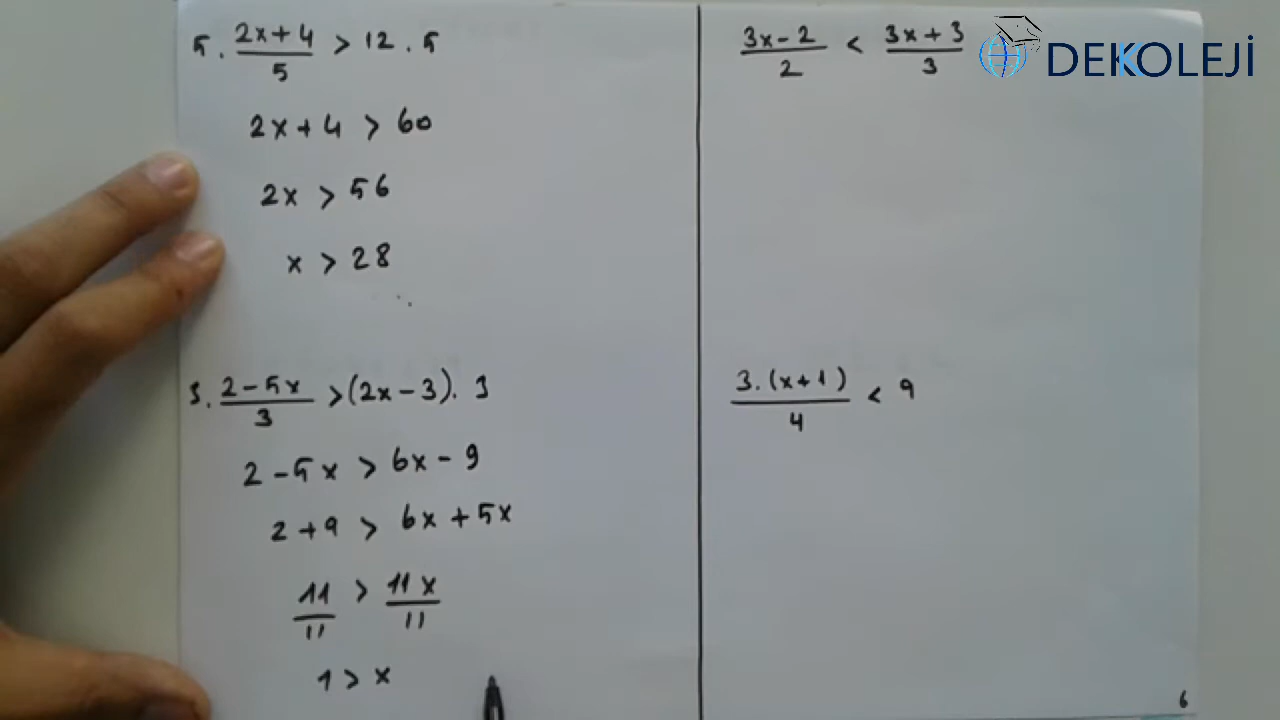 5 . (2x + 4)/5 > 12 . 5
2x + 4 > 60
2x > 56
x > 28
3 . (2 - 5x)/3 > (2x - 3) . 3
2 - 5x > 6x - 9
2 + 9 > 6x + 5x
11/11 > 11x/11
1 > x
(3x - 2)/2 < (3x + 3)/3
DEKOLEJİ
3.(x + 1)/4 < 9
6